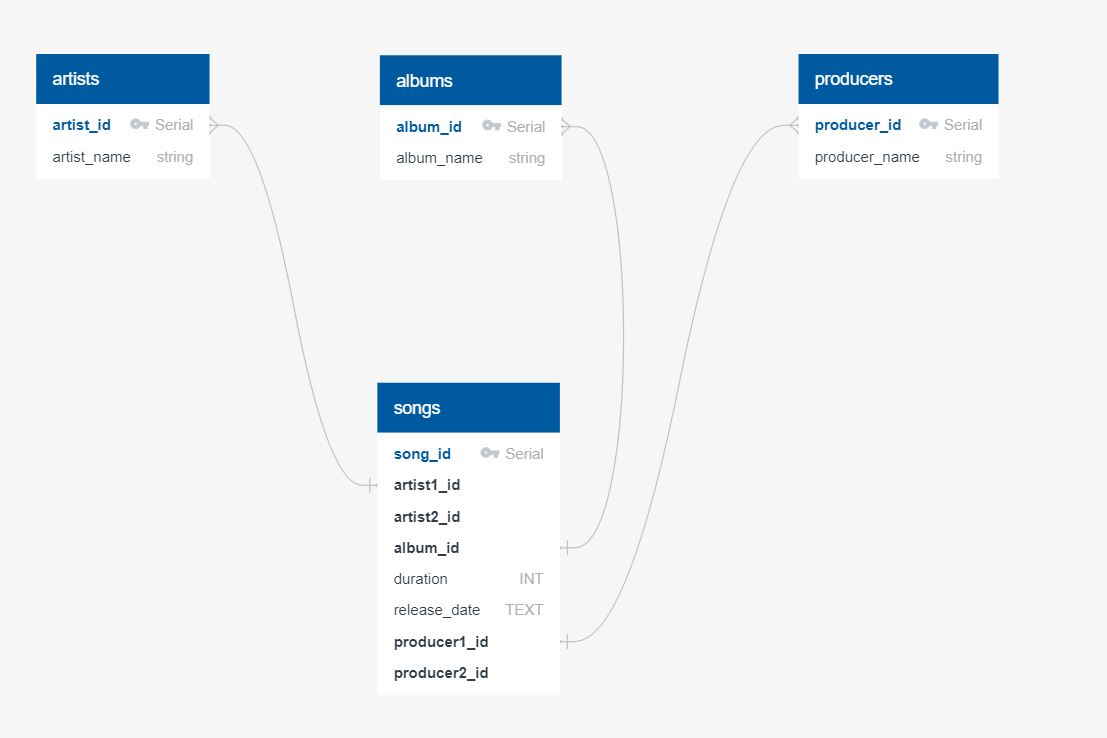 artists
artist_id Serial
artist_name string
albums
album_id Serial
album_name string
producers
producer_id Serial
producer_name string
songs
song_id Serial
artist1_id
artist2_id
album_id
duration INT
release_date TEXT
producer1_id
producer2_id